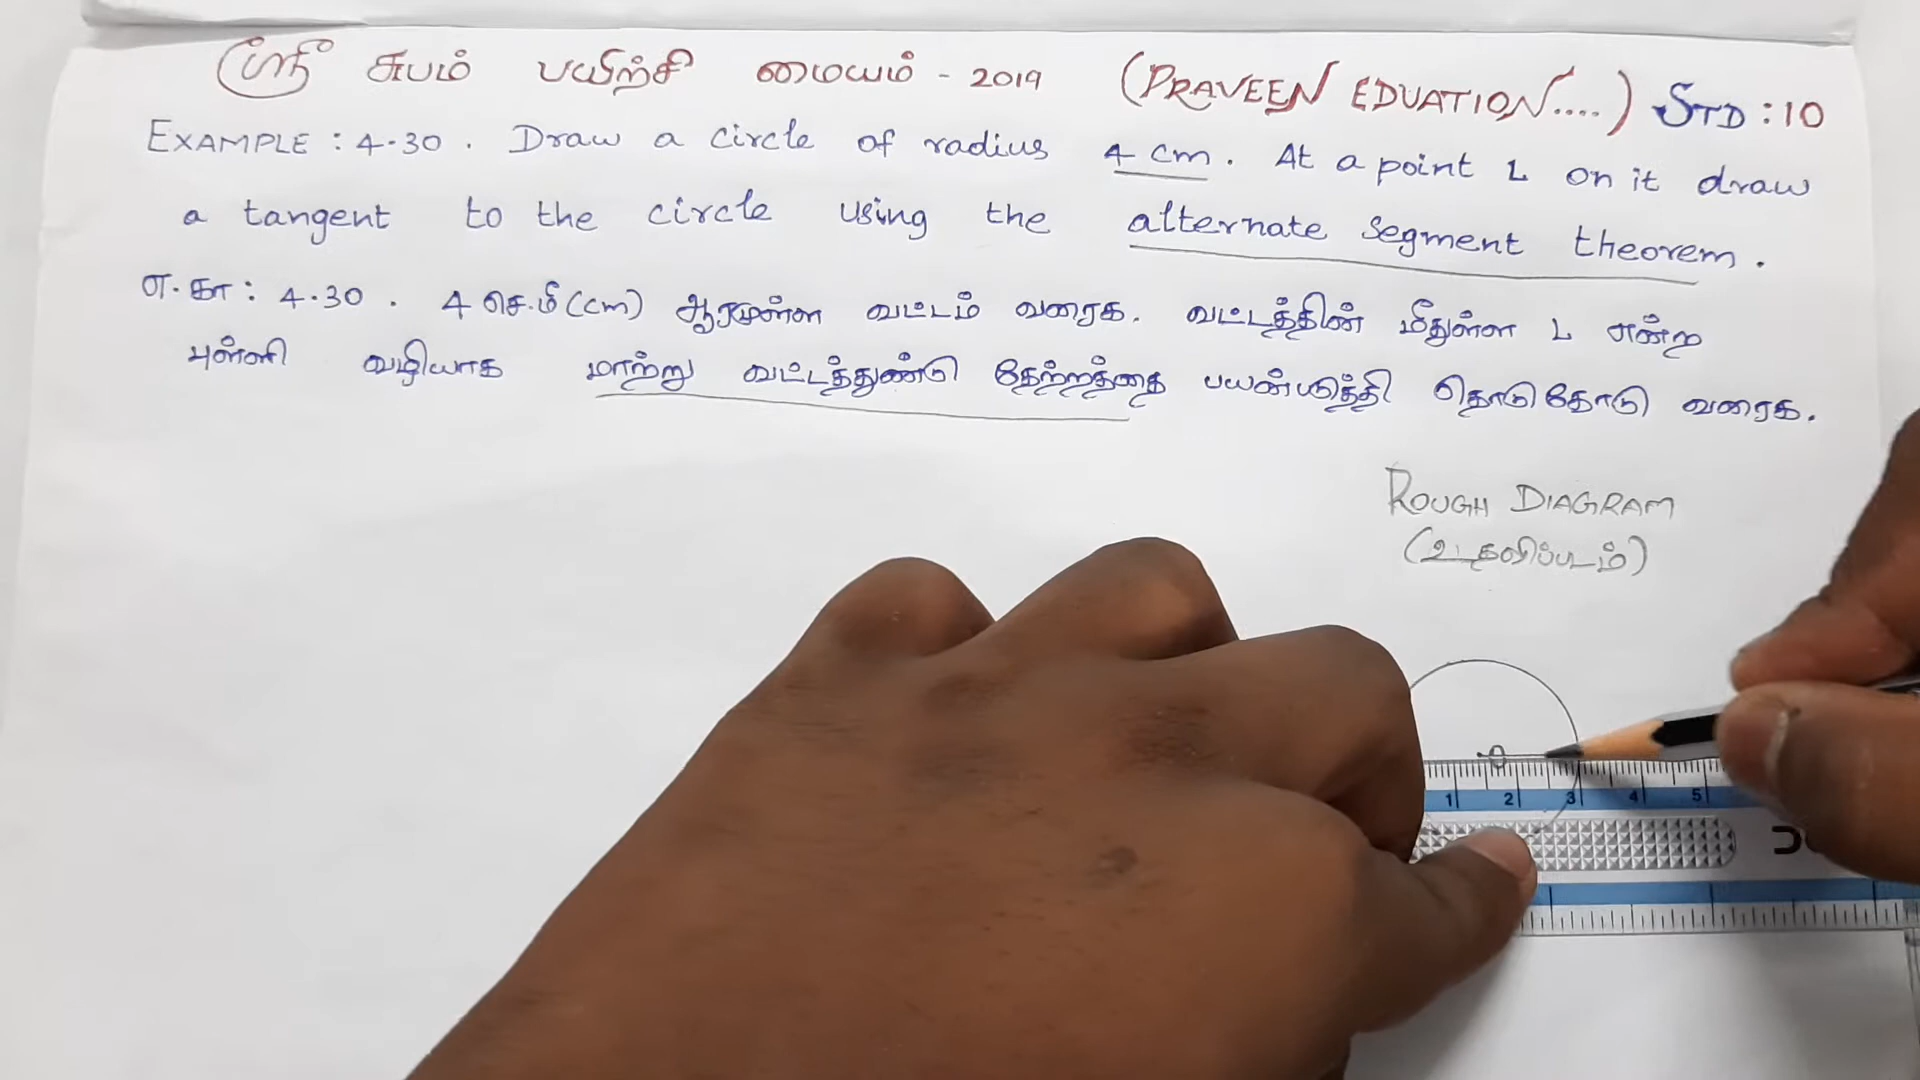 ஸ்ரீ சுபம் பயிற்சி மையம் - 2019 (PRAVEEN EDUATION....) STD : 10
EXAMPLE : 4.30 . Draw a circle of radius 4 cm . At a point L on it draw
a tangent to the circle using the alternate segment theorem .
எ.கா : 4.30 . 4 செ.மீ (cm) ஆரமுள்ள வட்டம் வரைக. வட்டத்தின் மீதுள்ள L என்ற
புள்ளி வழியாக மாற்று வட்டத்துண்டு தேற்றத்தை பயன்படுத்தி தொடுகோடு வரைக.
ROUGH DIAGRAM
(உதவிப்படம்)
O
1 2 3 4 5